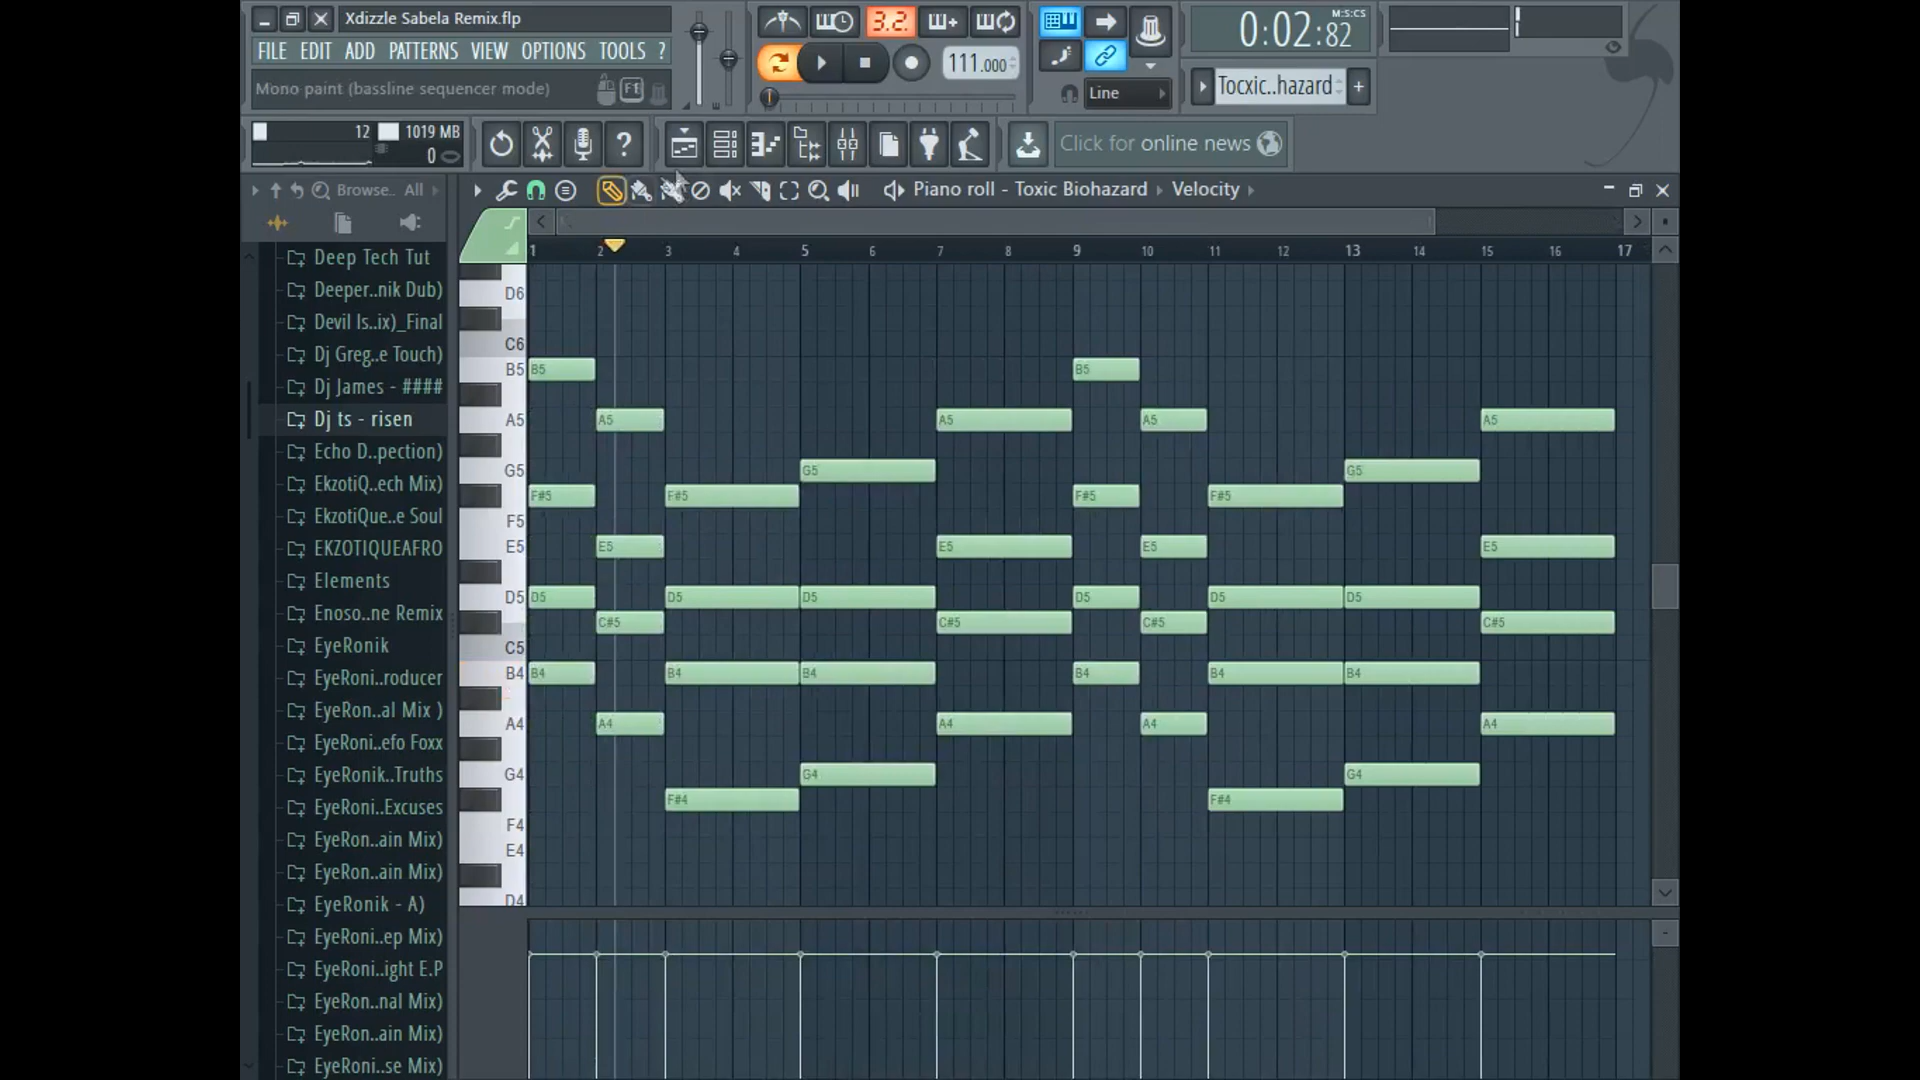 Xdizzle Sabela Remix.flp
FILE EDIT ADD PATTERNS VIEW OPTIONS TOOLS ?
Mono paint (bassline sequencer mode)
3.2.
111.000
0:02:82
M:S:CS
Line
Tocxic..hazard
+
12
1019 MB
0
?
Click for online news
Browse.. All
Piano roll - Toxic Biohazard
Velocity
1 2 3 4 5 6 7 8 9 10 11 12 13 14 15 16 17
Deep Tech Tut
Deeper..nik Dub)
Devil Is..ix)_Final
Dj Greg..e Touch)
Dj James - ####
Dj ts - risen
Echo D..pection)
EkzotiQ..ech Mix)
EkzotiQue..e Soul
EKZOTIQUEAFRO
Elements
Enoso..ne Remix
EyeRonik
EyeRoni..roducer
EyeRon..al Mix )
EyeRoni..efo Foxx
EyeRonik..Truths
EyeRoni..Excuses
EyeRon..ain Mix)
EyeRon..ain Mix)
EyeRonik - A)
EyeRoni..ep Mix)
EyeRoni..ight E.P
EyeRoni..nal Mix)
EyeRon..ain Mix)
EyeRoni..se Mix)
D6
C6
B5 B5 B5
A5 A5 A5 A5 A5
G5 G5 G5
F#5 F#5 F#5 F#5
F5
E5 E5 E5 E5 E5
D5 D5 D5 D5 D5 D5 D5
C#5 C#5 C#5 C#5
C5
B4 B4 B4 B4 B4 B4 B4
A4 A4 A4 A4 A4
G4 G4 G4
F#4 F#4
F4
E4
D4